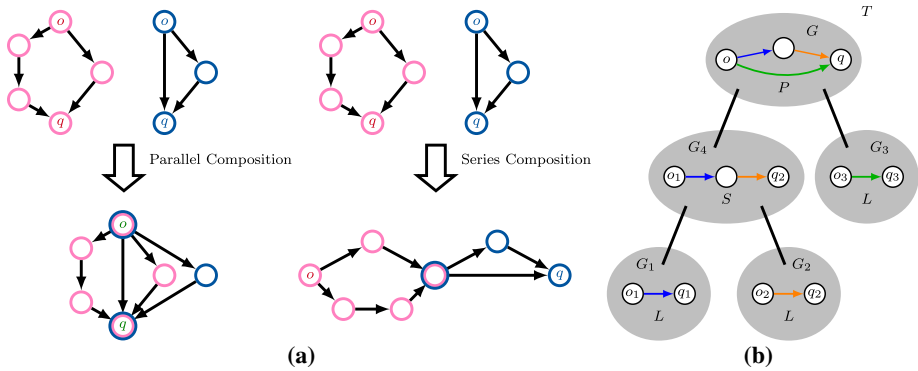 o
o
q
q
Parallel Composition
o
q
o
o
q
q
Series Composition
o
q
(a)
T
G
o
q
P
G4
o1
q2
S
G3
o3
q3
L
G1
o1
q1
L
G2
o2
q2
L
(b)